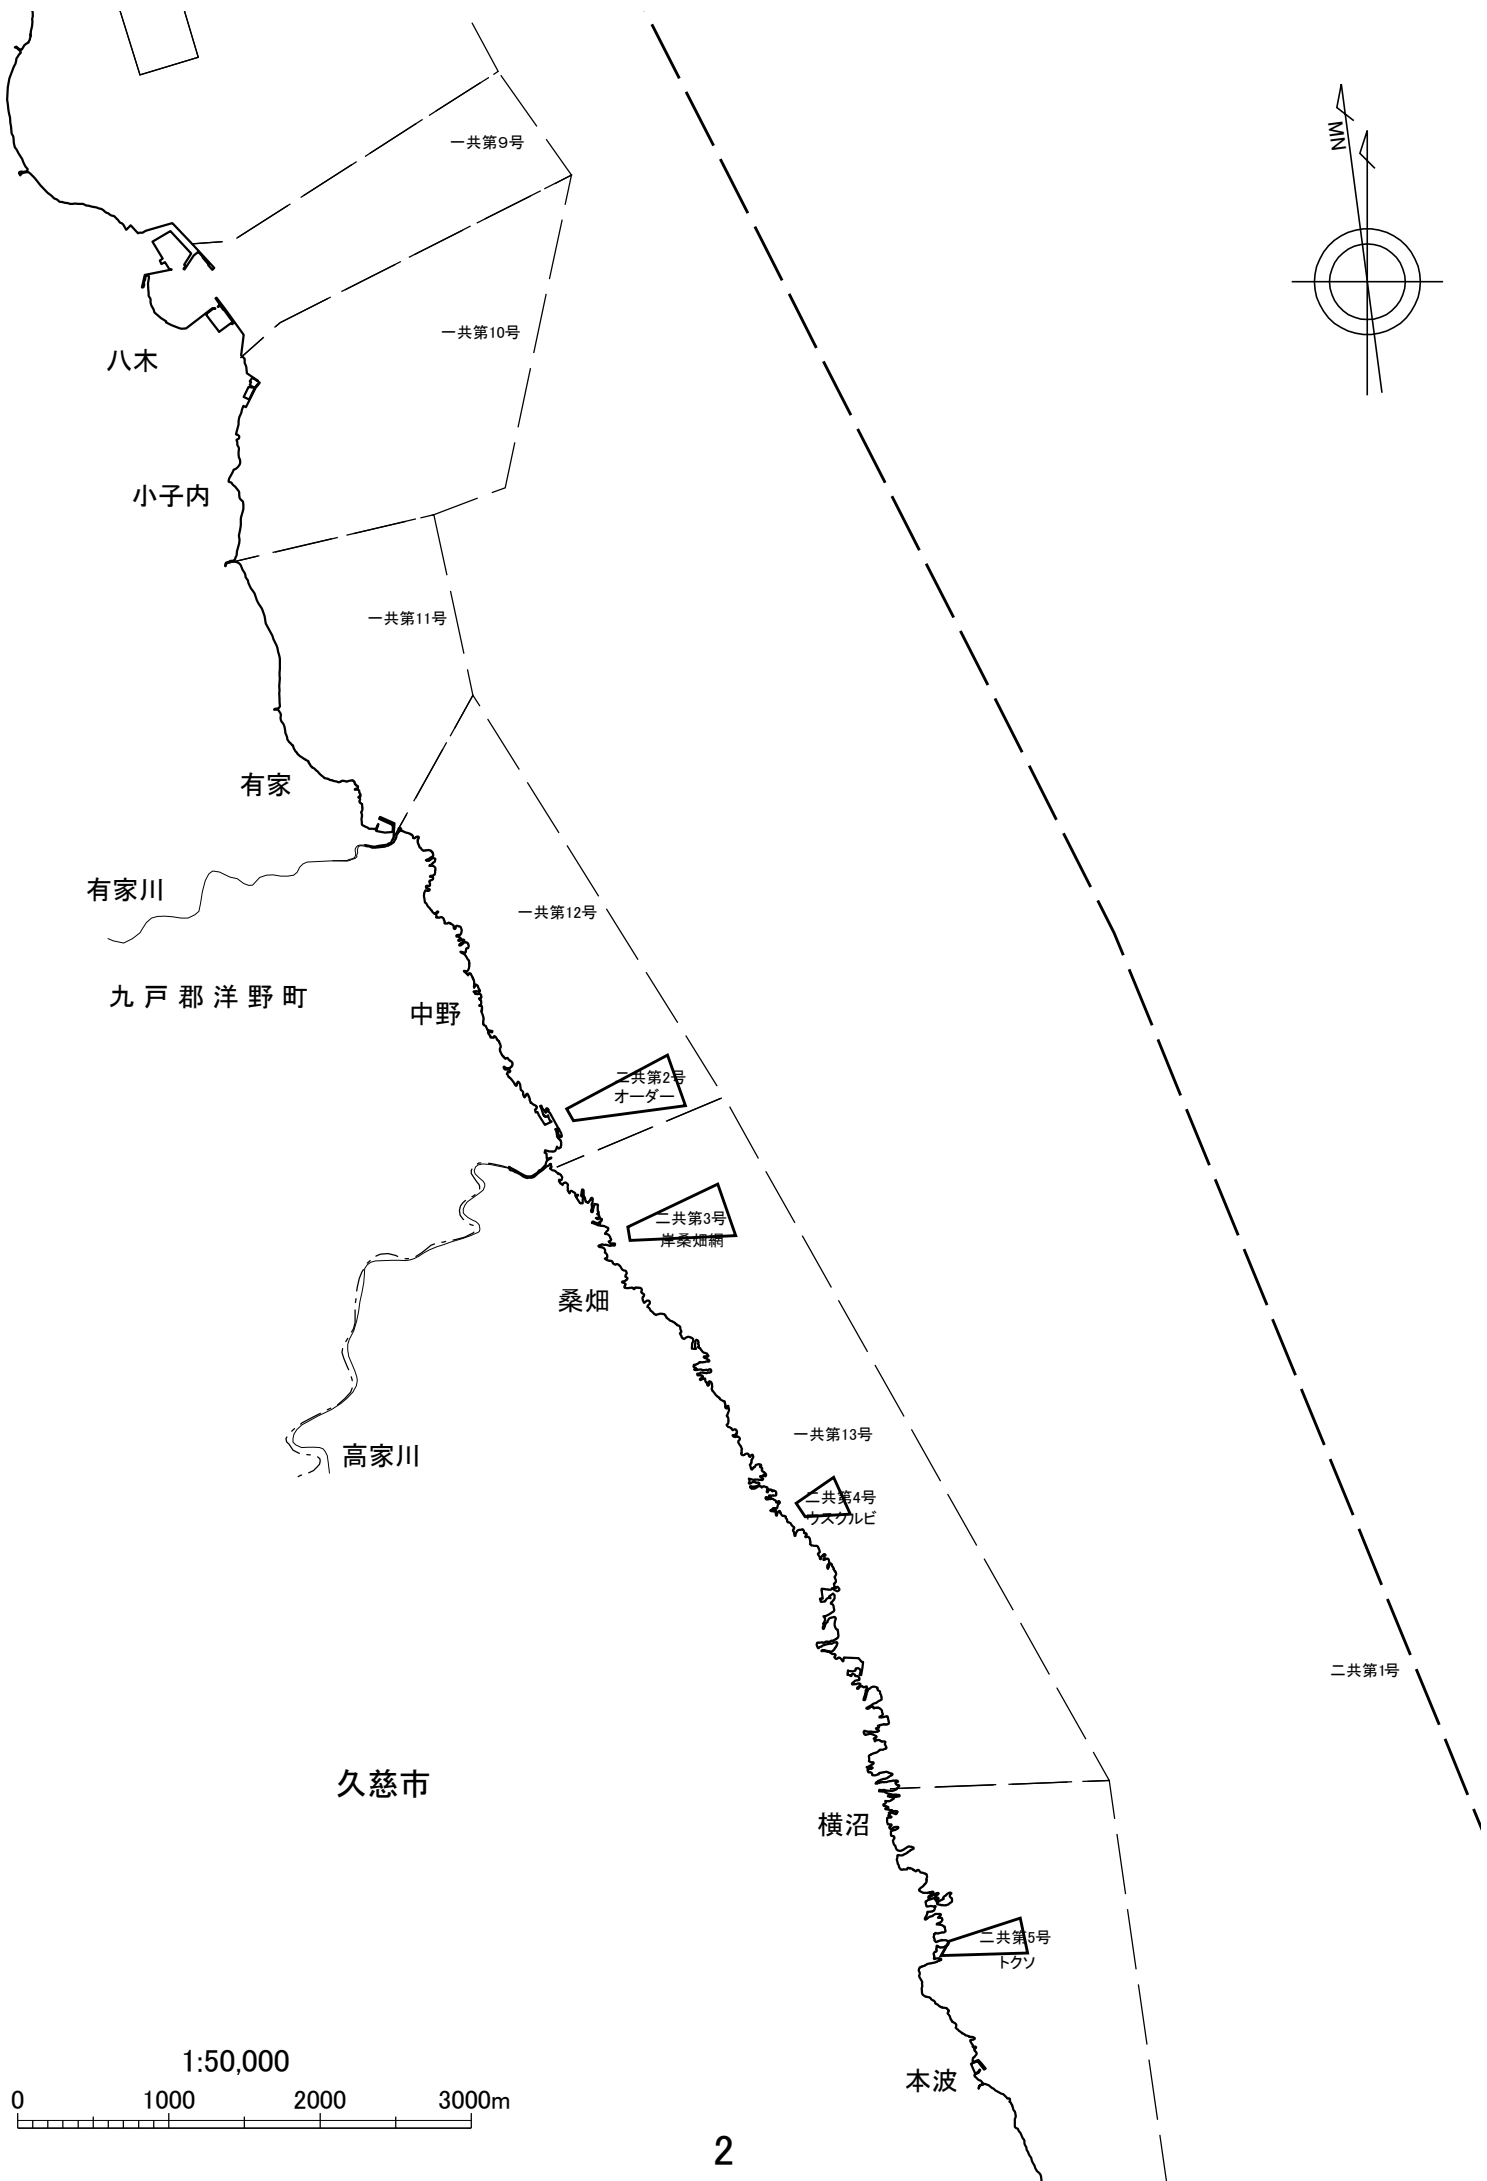 一共第9号
MN
一共第10号
八木
小子内
一共第11号
有家
有家川
一共第12号
九戸郡洋野町
中野
二共第2号
オーダー
二共第3号
岸桑畑網
桑畑
一共第13号
高家川
二共第4号
ウスクルビ
二共第1号
久慈市
横沼
二共第5号
トクソ
本波
1:50,000
0 1000 2000 3000m
2